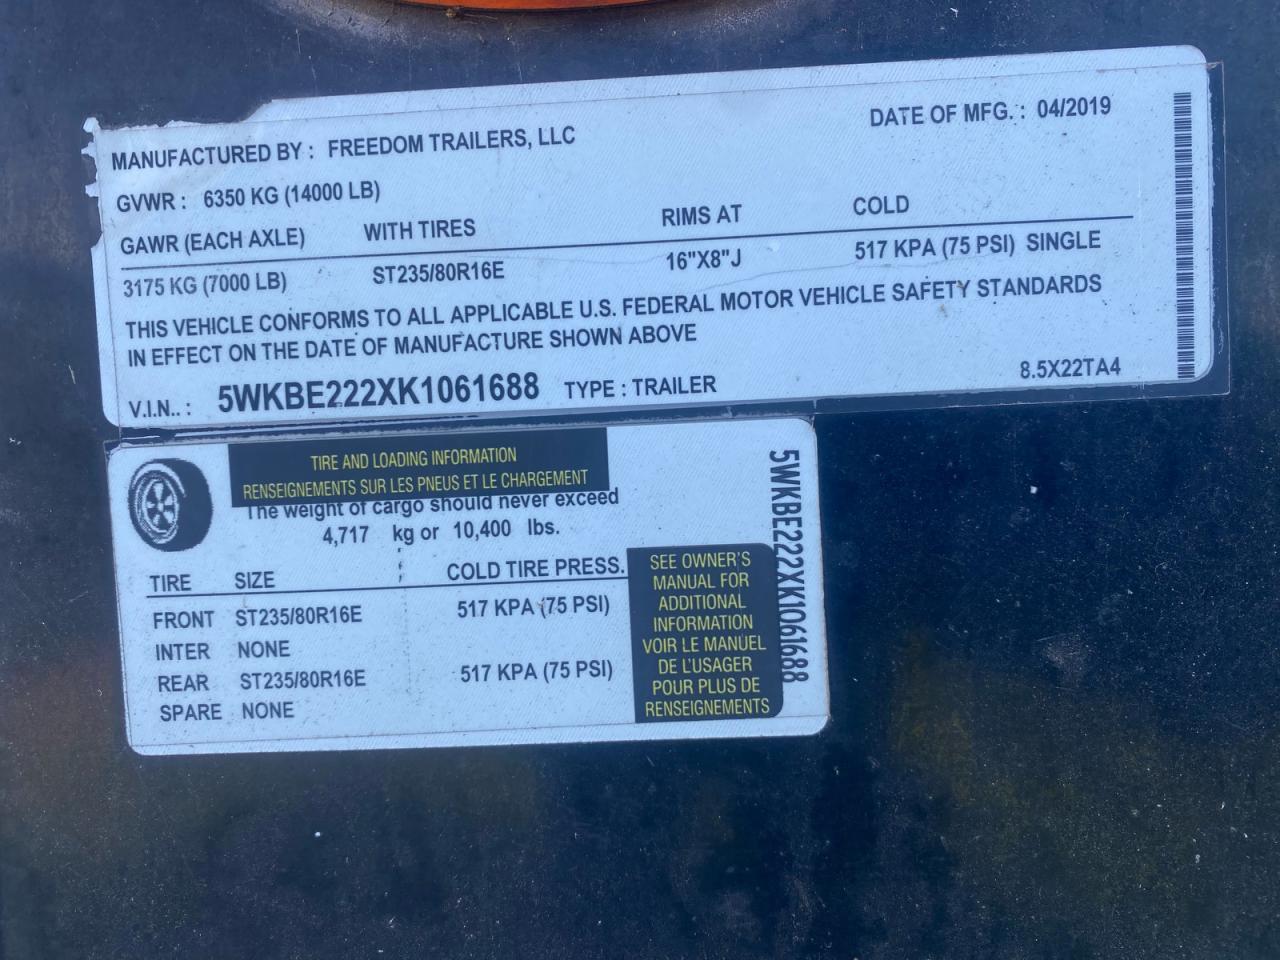 MANUFACTURED BY : FREEDOM TRAILERS, LLC DATE OF MFG. : 04/2019
GVWR : 6350 KG (14000 LB)
GAWR (EACH AXLE) WITH TIRES RIMS AT COLD
3175 KG (7000 LB) ST235/80R16E 16"X8"J 517 KPA (75 PSI) SINGLE
THIS VEHICLE CONFORMS TO ALL APPLICABLE U.S. FEDERAL MOTOR VEHICLE SAFETY STANDARDS
IN EFFECT ON THE DATE OF MANUFACTURE SHOWN ABOVE
V.I.N.. : 5WKBE222XK1061688 TYPE : TRAILER 8.5X22TA4
TIRE AND LOADING INFORMATION
RENSEIGNEMENTS SUR LES PNEUS ET LE CHARGEMENT
The weight of cargo should never exceed
4,717 kg or 10,400 lbs.
TIRE SIZE COLD TIRE PRESS.
FRONT ST235/80R16E 517 KPA (75 PSI)
INTER NONE
REAR ST235/80R16E 517 KPA (75 PSI)
SPARE NONE
SEE OWNER'S
MANUAL FOR
ADDITIONAL
INFORMATION
VOIR LE MANUEL
DE L'USAGER
POUR PLUS DE
RENSEIGNEMENTS
5WKBE222XK1061688